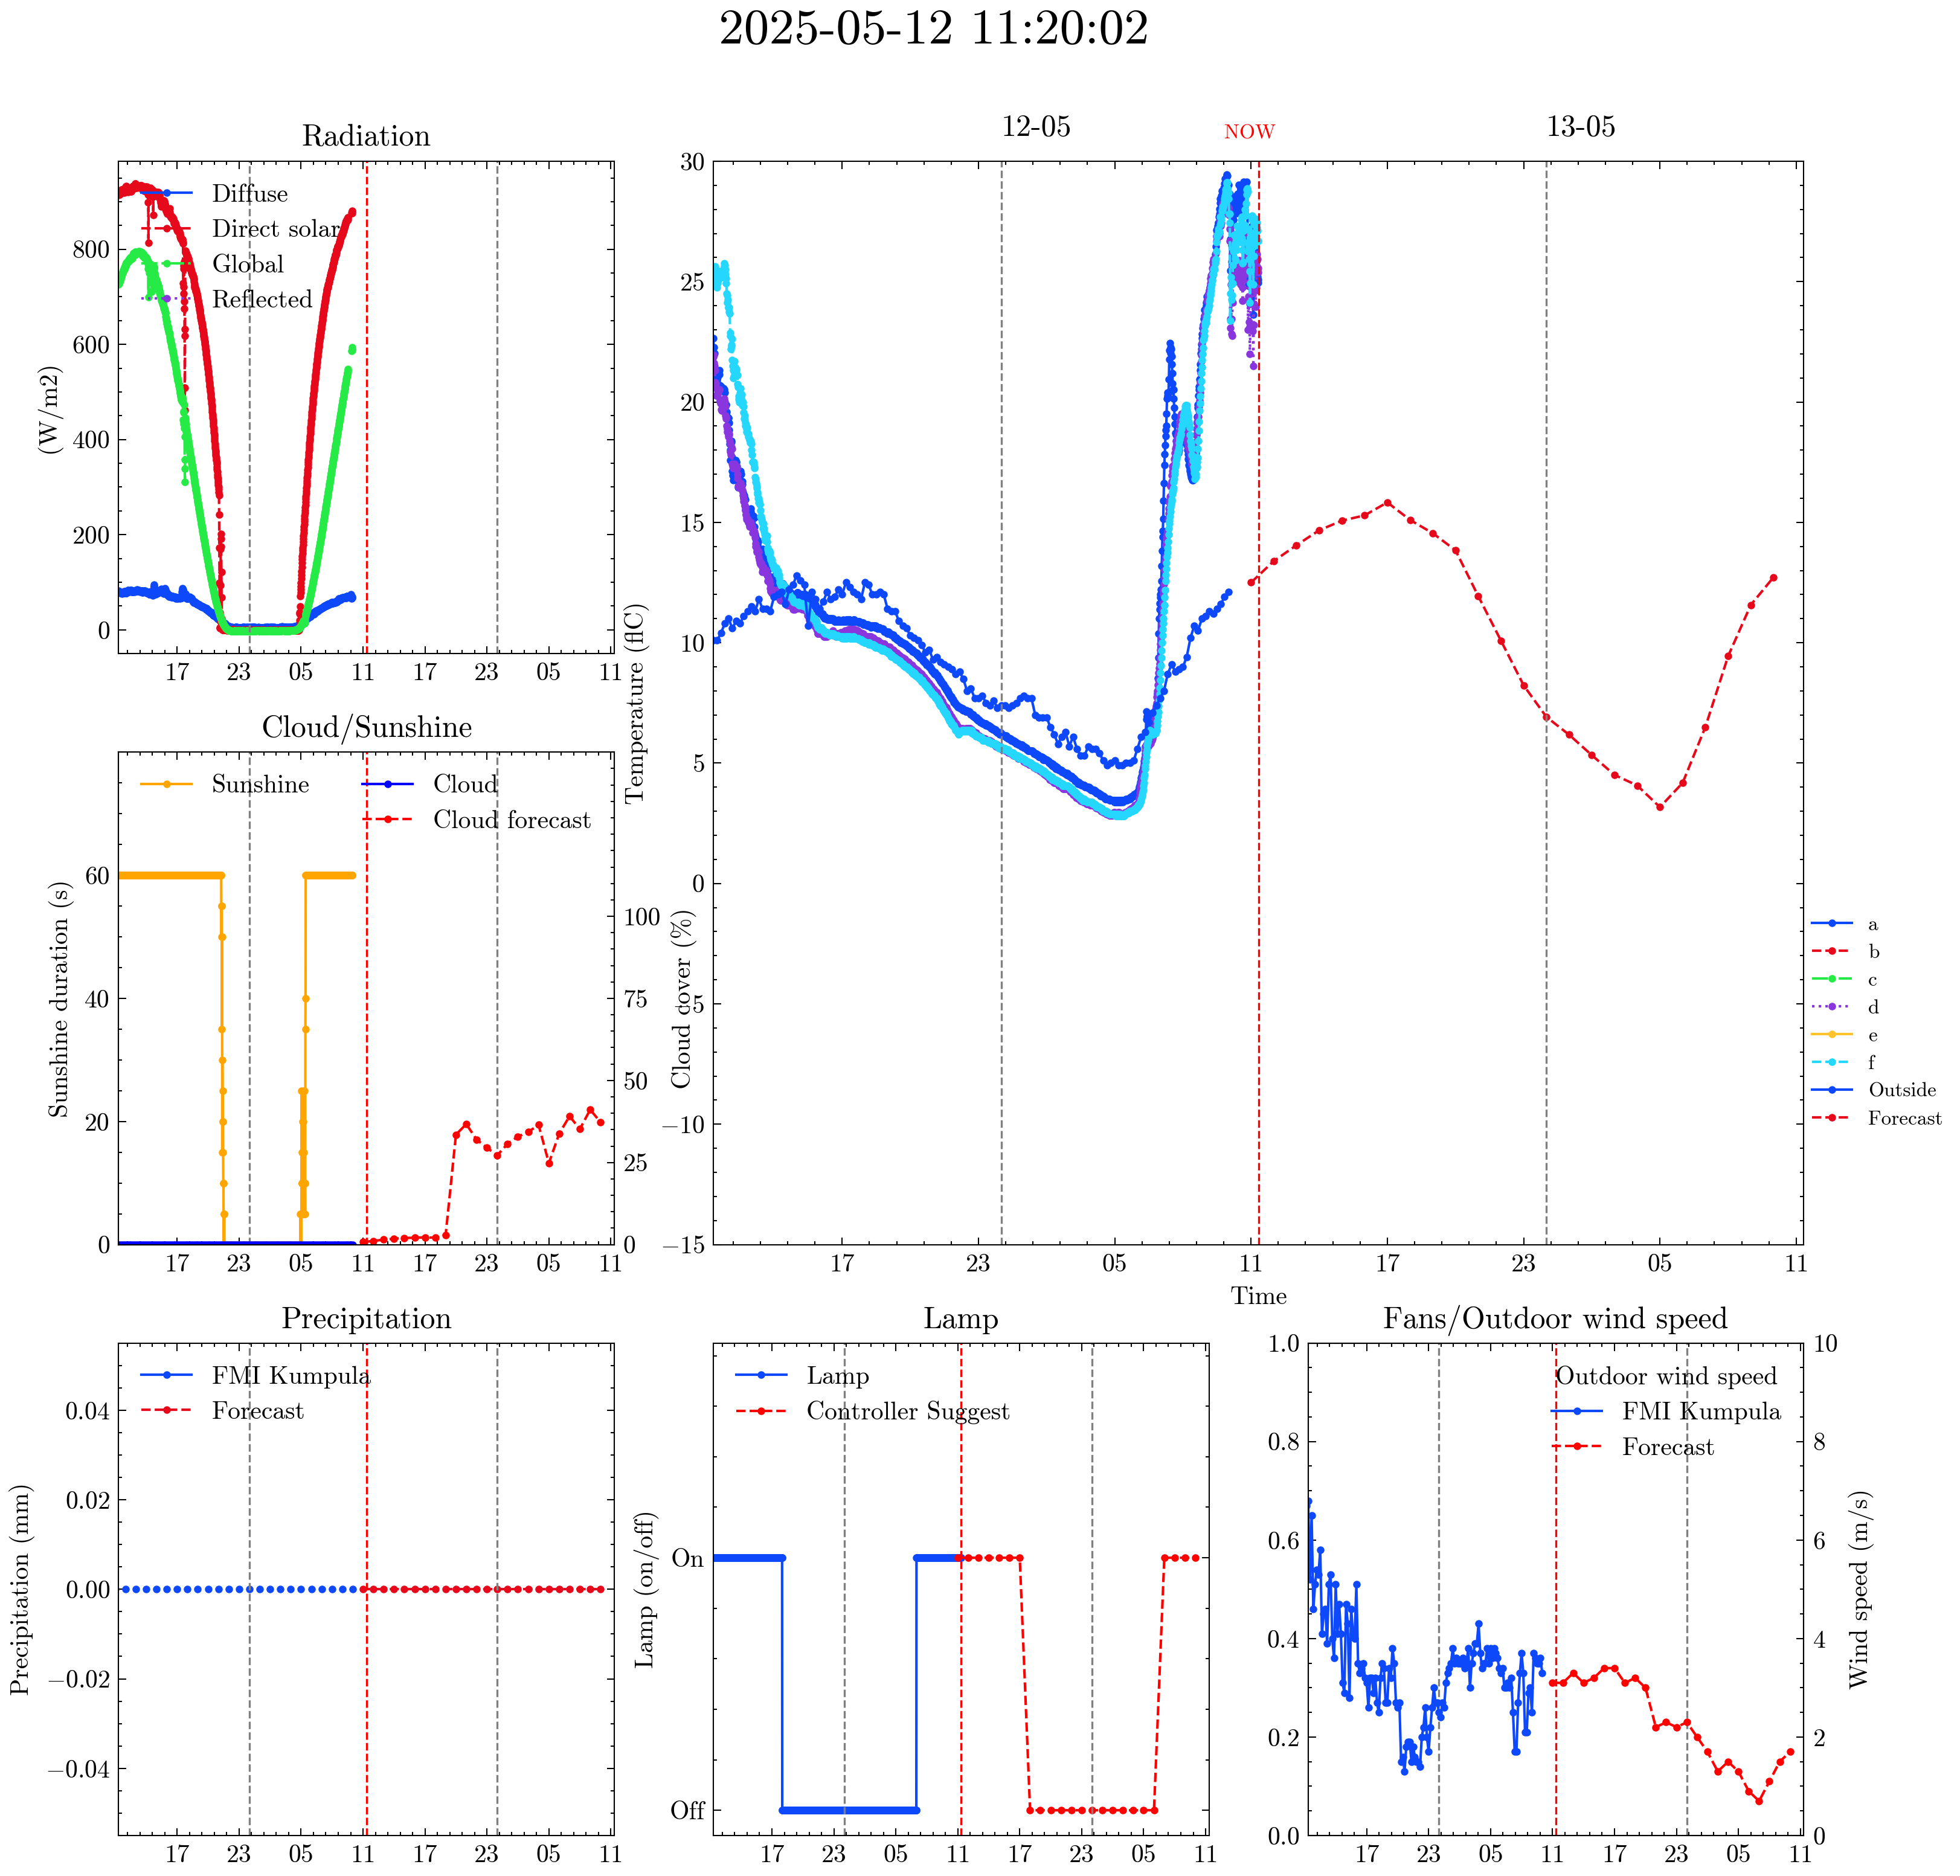 2025-05-12 11:20:02
Radiation
(W/m2)
800
600
400
200
0
Diffuse
Direct solar
Global
Reflected
17 23 05 11 17 23 05 11
12-05 NOW 13-05
Temperature (flC)
30
25
20
15
10
5
0
−5
−10
−15
17 23 05 11 17 23 05 11
Time
a
b
c
d
e
f
Outside
Forecast
Cloud/Sunshine
Sunshine duration (s)
60
40
20
0
Sunshine
Cloud
Cloud forecast
100
75
50
25
0
Cloud cover (%)
17 23 05 11 17 23 05 11
Precipitation
Precipitation (mm)
0.04
0.02
0.00
−0.02
−0.04
FMI Kumpula
Forecast
17 23 05 11 17 23 05 11
Lamp
Lamp (on/off)
On
Off
Lamp
Controller Suggest
17 23 05 11 17 23 05 11
Fans/Outdoor wind speed
1.0
0.8
0.6
0.4
0.2
0.0
Outdoor wind speed
FMI Kumpula
Forecast
10
8
6
4
2
0
Wind speed (m/s)
17 23 05 11 17 23 05 11